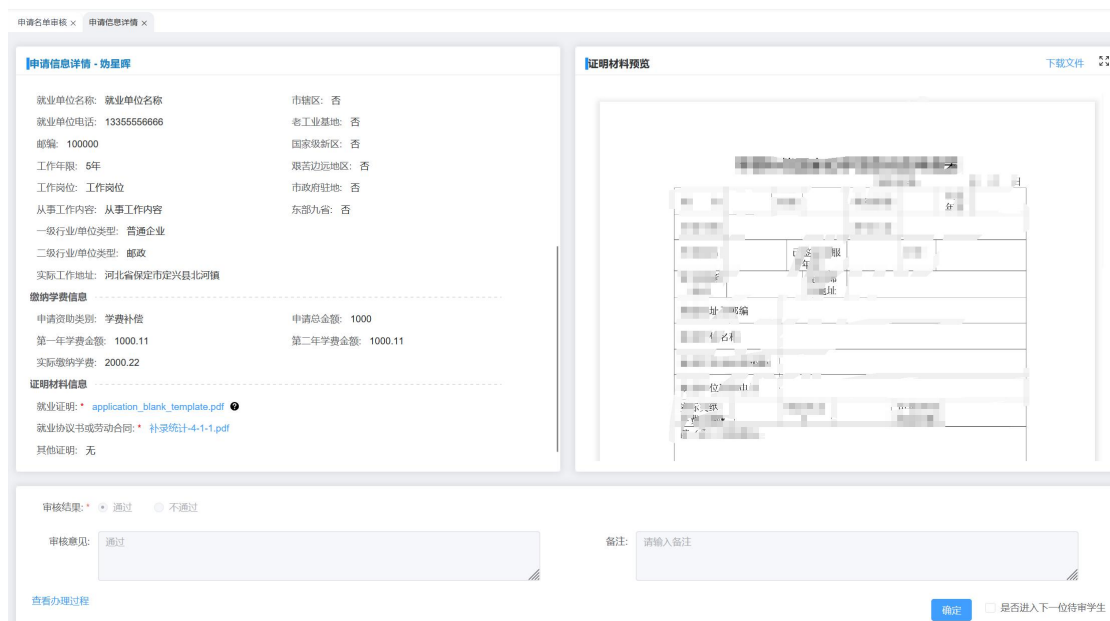 申请名单审核 × 申请信息详情 ×
申请信息详情 - 妫星晖
就业单位名称: 就业单位名称 市辖区: 否
就业单位电话: 13355556666 老工业基地: 否
邮编: 100000 国家级新区: 否
工作年限: 5年 艰苦边远地区: 否
工作岗位: 工作岗位 市政府驻地: 否
从事工作内容: 从事工作内容 东部九省: 否
一级行业/单位类型: 普通企业
二级行业/单位类型: 邮政
实际工作地址: 河北省保定市定兴县北河镇
缴纳学费信息
申请资助类别: 学费补偿 申请总金额: 1000
第一年学费金额: 1000.11 第二年学费金额: 1000.11
实际缴纳学费: 2000.22
证明材料信息
就业证明: * application_blank_template.pdf
就业协议书或劳动合同: * 补录统计-4-1-1.pdf
其他证明: 无
证明材料预览 下载文件
审核结果: * 通过 不通过
审核意见: 通过 备注: 请输入备注
查看办理过程
确定 是否进入下一位待审学生